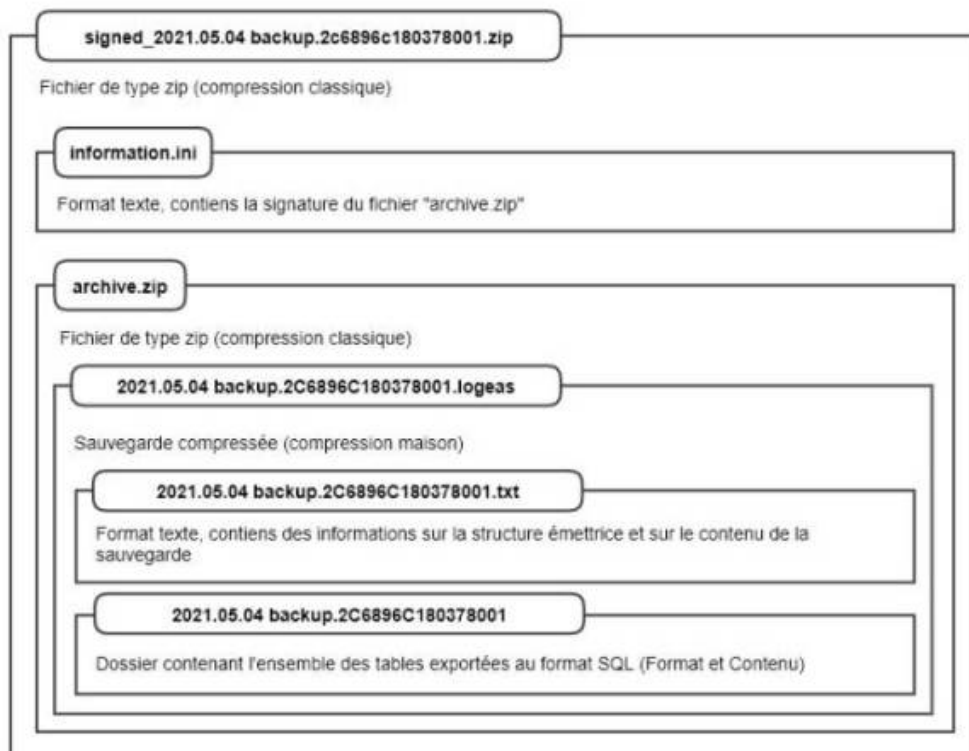 signed_2021.05.04 backup.2c6896c180378001.zip
Fichier de type zip (compression classique)
information.ini
Format texte, contiens la signature du fichier "archive.zip"
archive.zip
Fichier de type zip (compression classique)
2021.05.04 backup.2C6896C180378001.logeas
Sauvegarde compressée (compression maison)
2021.05.04 backup.2C6896C180378001.txt
Format texte, contiens des informations sur la structure émettrice et sur le contenu de la
sauvegarde
2021.05.04 backup.2C6896C180378001
Dossier contenant l'ensemble des tables exportées au format SQL (Format et Contenu)